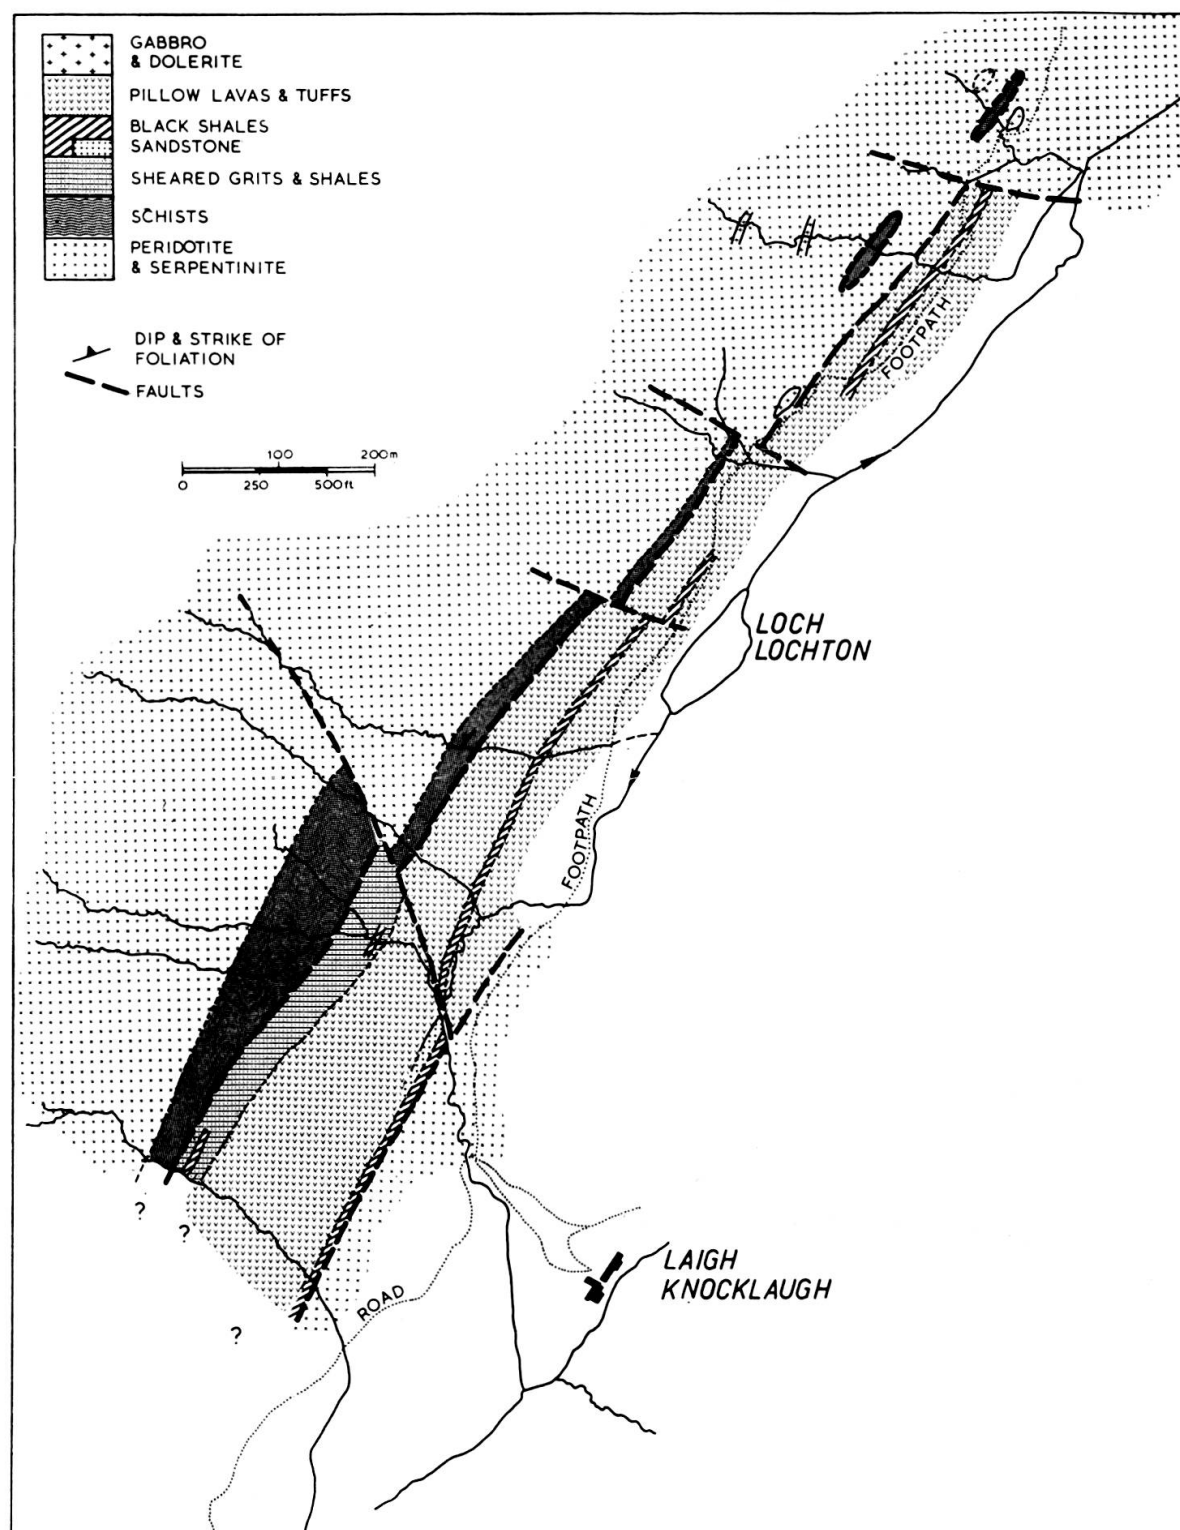 GABBRO
& DOLERITE
PILLOW LAVAS & TUFFS
BLACK SHALES
SANDSTONE
SHEARED GRITS & SHALES
SCHISTS
PERIDOTITE
& SERPENTINITE
DIP & STRIKE OF
FOLIATION
FAULTS
100 200m
0 250 500ft
FOOTPATH
LOCH
LOCHTON
FOOTPATH
?
?
LAIGH
KNOCKLAUGH
ROAD
?